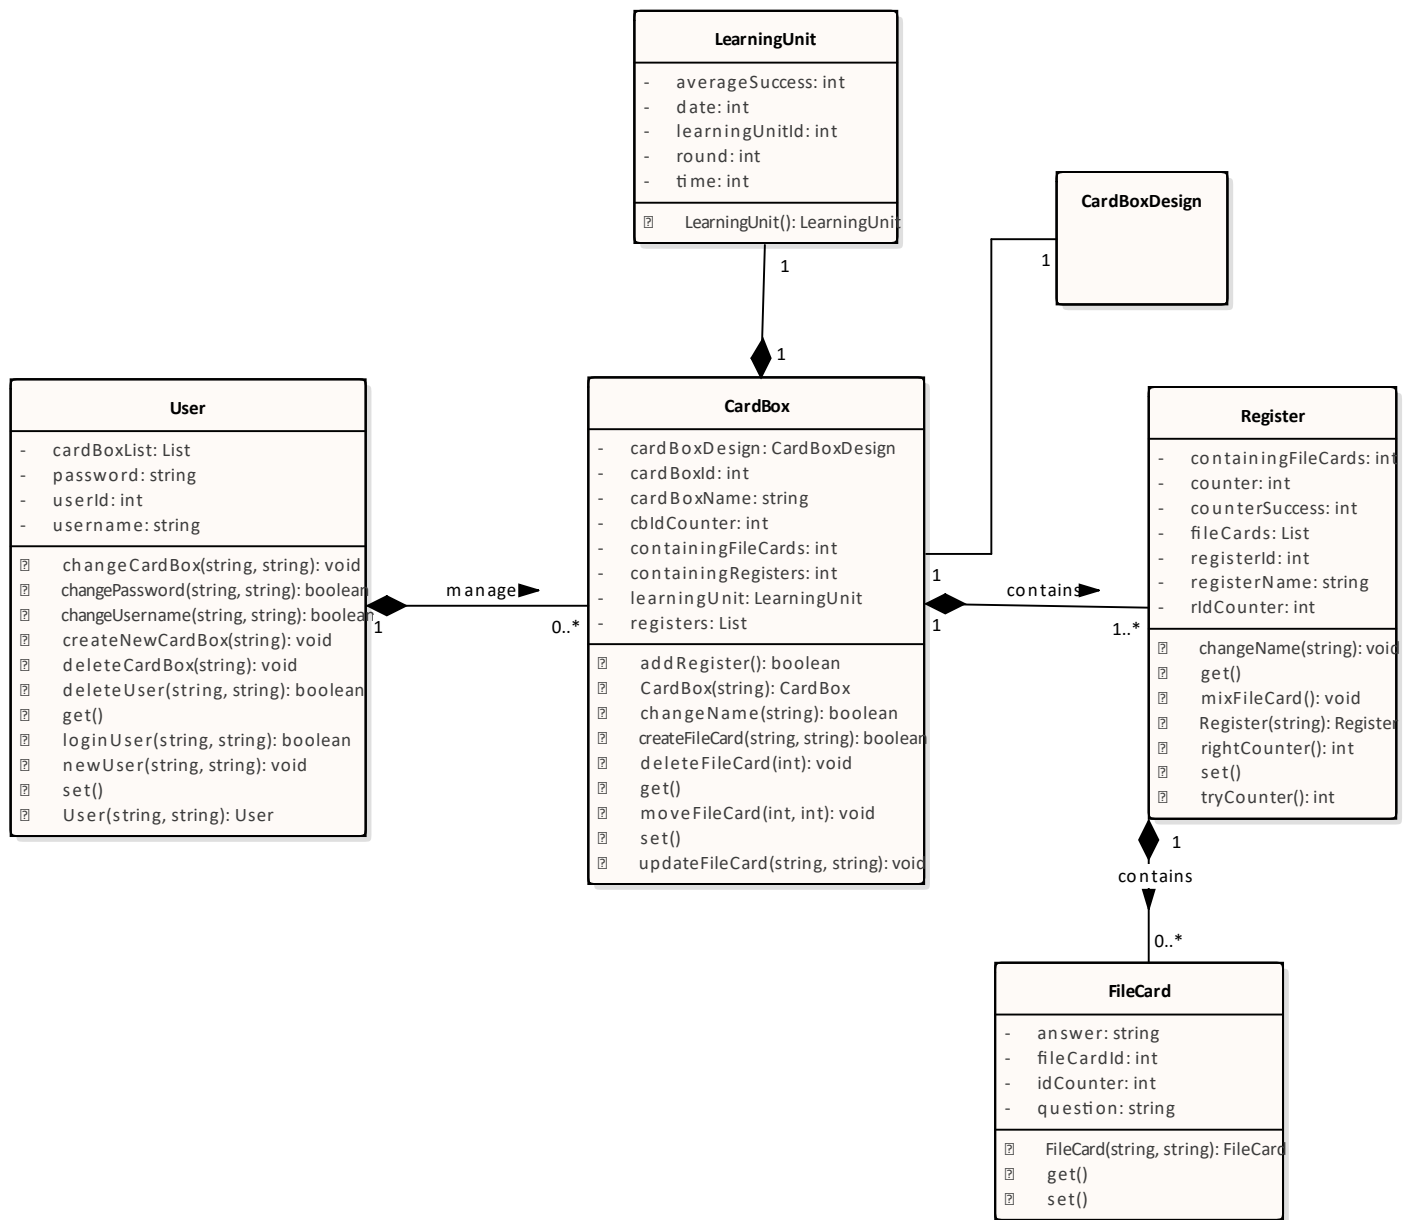 LearningUnit
- averageSuccess: int
- date: int
- learningUnitId: int
- round: int
- time: int
LearningUnit(): LearningUnit
1
1
CardBoxDesign
1
User
- cardBoxList: List
- password: string
- userId: int
- username: string
changeCardBox(string, string): void
changePassword(string, string): boolean
changeUsername(string, string): boolean
createNewCardBox(string): void
deleteCardBox(string): void
deleteUser(string, string): boolean
get()
loginUser(string, string): boolean
newUser(string, string): void
set()
User(string, string): User
1
manage
0..*
CardBox
- cardBoxDesign: CardBoxDesign
- cardBoxId: int
- cardBoxName: string
- cbIdCounter: int
- containingFileCards: int
- containingRegisters: int
- learningUnit: LearningUnit
- registers: List
addRegister(): boolean
CardBox(string): CardBox
changeName(string): boolean
createFileCard(string, string): boolean
deleteFileCard(int): void
get()
moveFileCard(int, int): void
set()
updateFileCard(string, string): void
1
1
contains
1..*
Register
- containingFileCards: int
- counter: int
- counterSuccess: int
- fileCards: List
- registerId: int
- registerName: string
- rIdCounter: int
changeName(string): void
get()
mixFileCard(): void
Register(string): Register
rightCounter(): int
set()
tryCounter(): int
1
contains
0..*
FileCard
- answer: string
- fileCardId: int
- idCounter: int
- question: string
FileCard(string, string): FileCard
get()
set()